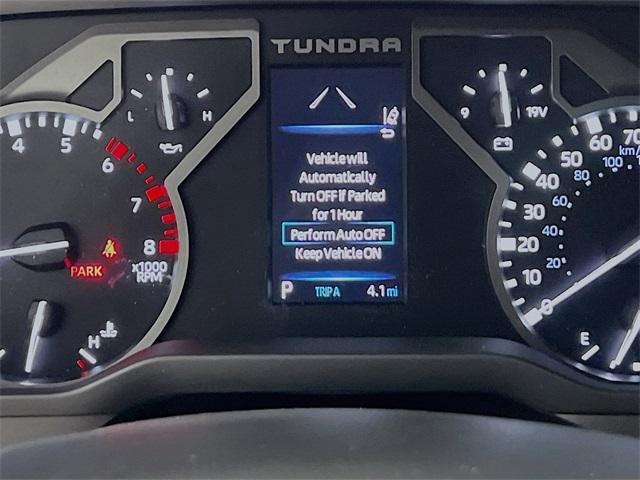 TUNDRA
L H
9 19V
4 5 6 7 8
x1000
RPM
PARK
H
Vehicle will
Automatically
Turn OFF if Parked
for 1 Hour
Perform Auto OFF
Keep Vehicle ON
P TRIP A 4.1 mi
0 10 20 30 40 50 60 70
20 40 60 80 100
km/
E